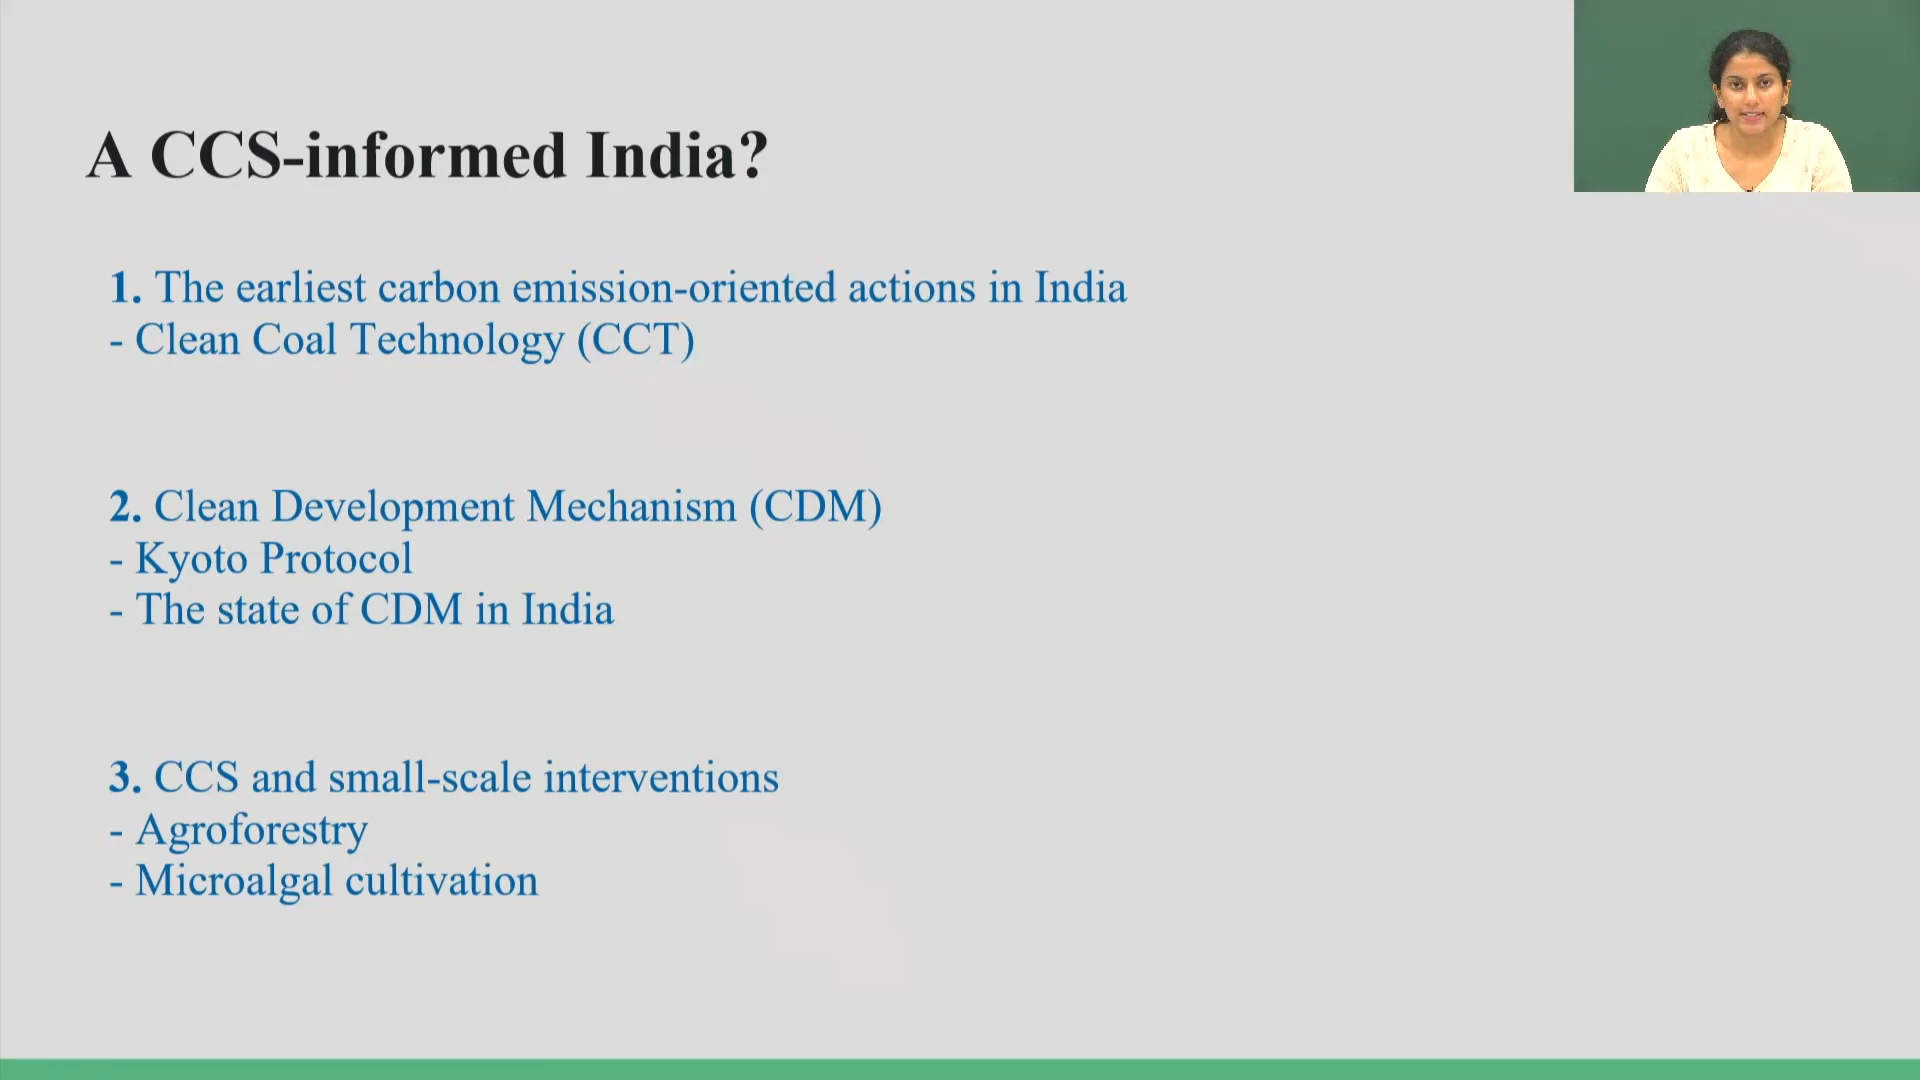 A CCS-informed India?
1. The earliest carbon emission-oriented actions in India
- Clean Coal Technology (CCT)
2. Clean Development Mechanism (CDM)
- Kyoto Protocol
- The state of CDM in India
3. CCS and small-scale interventions
- Agroforestry
- Microalgal cultivation